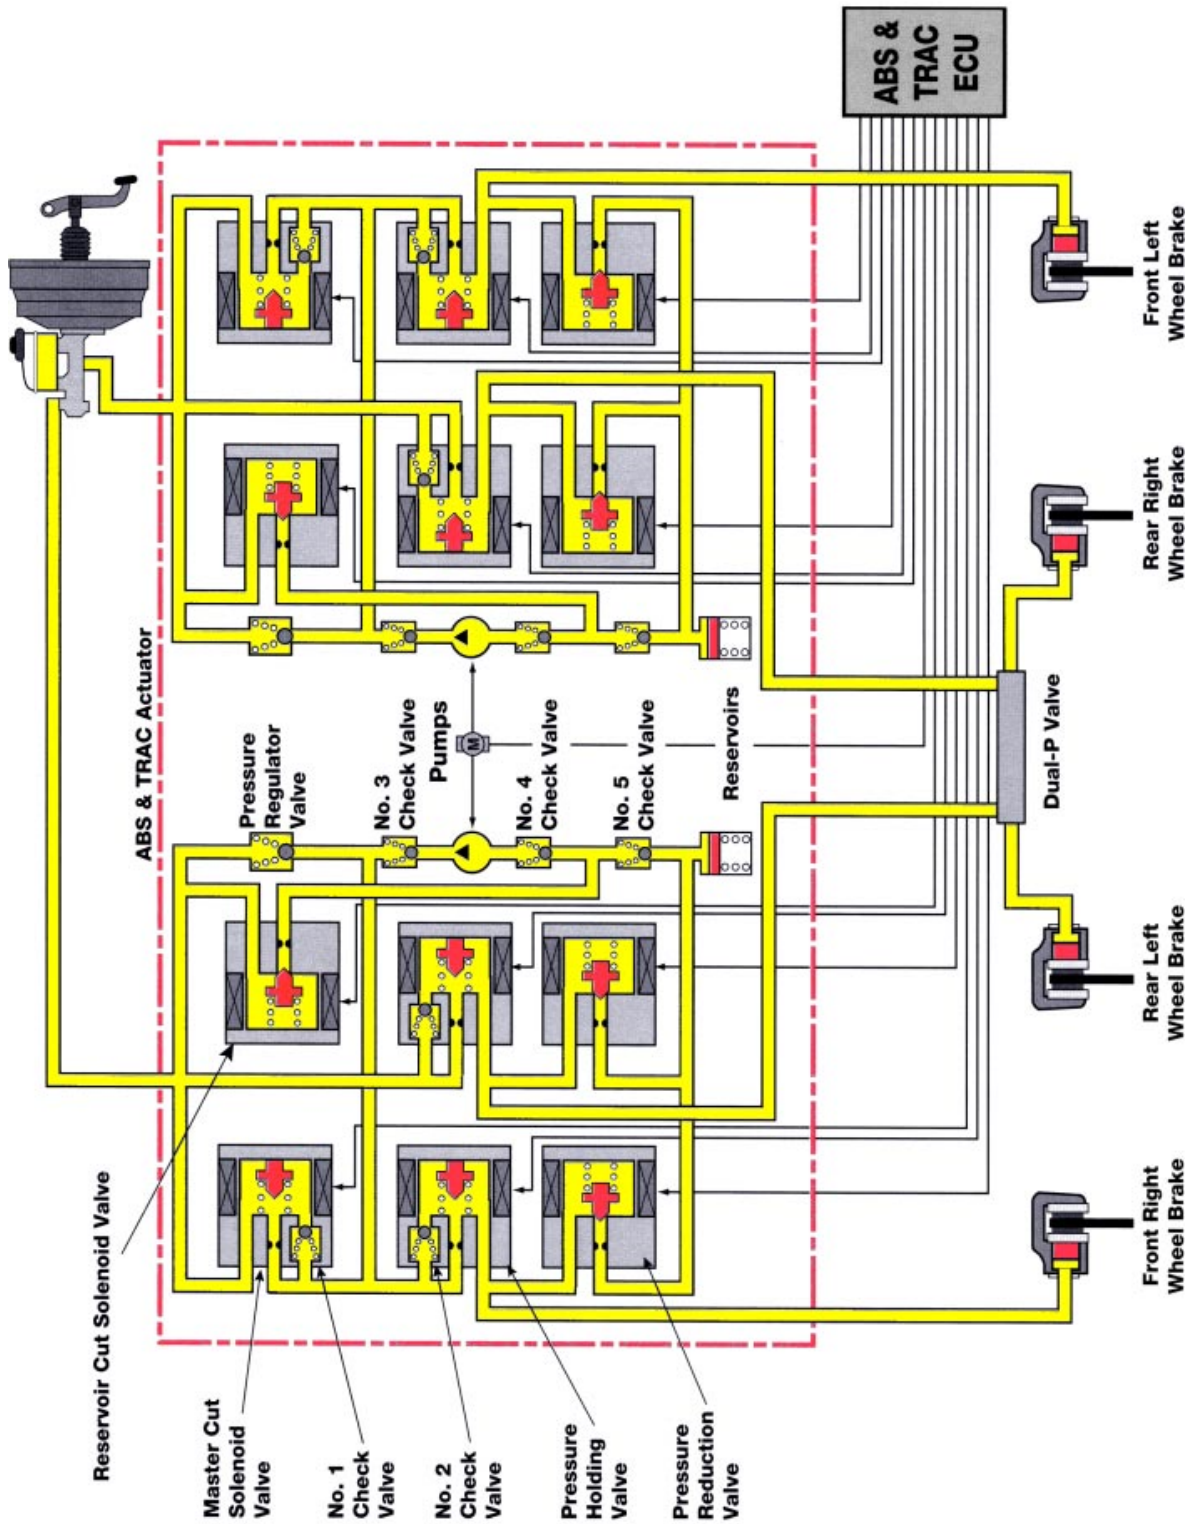 ABS & TRAC Actuator
ABS &
TRAC
ECU
Reservoir Cut Solenoid Valve
Master Cut
Solenoid
Valve
No. 1
Check
Valve
No. 2
Check
Valve
Pressure
Holding
Valve
Pressure
Reduction
Valve
Pressure
Regulator
Valve
No. 3
Check Valve
Pumps
M
No. 4
Check Valve
No. 5
Check Valve
Reservoirs
Dual-P Valve
Front Right
Wheel Brake
Rear Left
Wheel Brake
Rear Right
Wheel Brake
Front Left
Wheel Brake